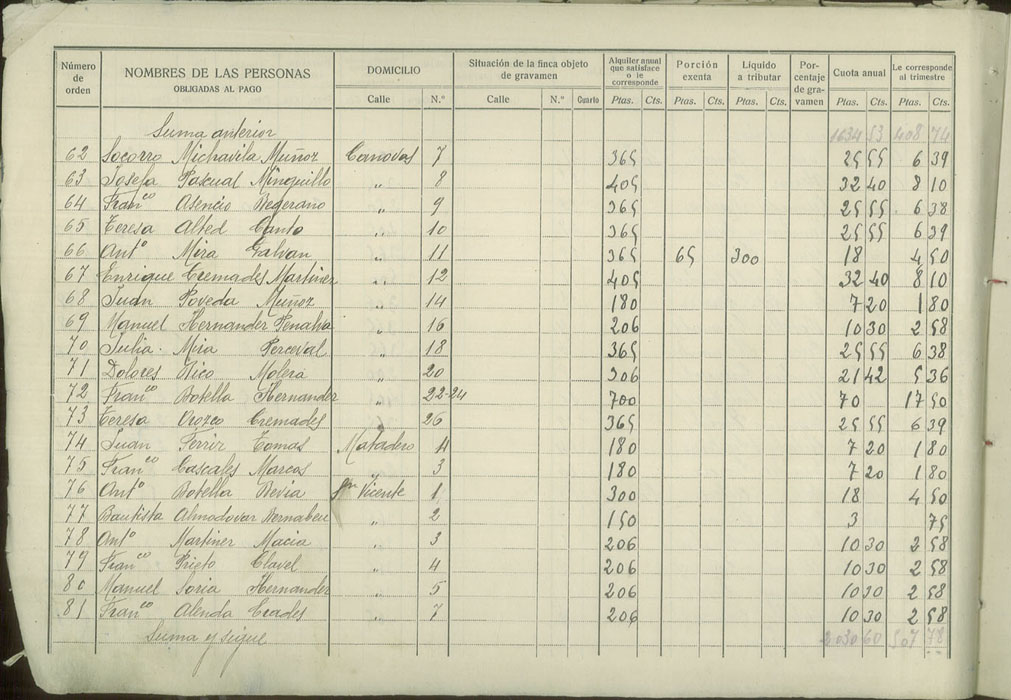 Número de orden NOMBRES DE LAS PERSONAS OBLIGADAS AL PAGO DOMICILIO Calle N.º Situación de la finca objeto de gravamen Calle N.º Cuarto Alquiler anual que satisface o le corresponde Ptas. Cts. Porción exenta Ptas. Cts. Líquido a tributar Ptas. Cts. Porcentaje de gravamen Cuota anual Ptas. Cts. Le corresponde al trimestre Ptas. Cts.
Suma anterior 1634 53 408 74
62 Socorro Michavila Muñoz Canovas 7 365 25 55 6 39
63 Josefa Pascual Minguillo " 8 405 32 40 8 10
64 Franco Asencio " 9 365 25 55 6 38
65 Teresa Alted Canto " 10 365 25 55 6 39
66 Antº Mira Galvan " 11 365 65 300 18 4 50
67 Enrique Cremades Martinez " 12 405 32 40 8 10
68 Juan Poveda Muñoz " 14 180 7 20 1 80
69 Manuel Hernandez Penalva " 16 206 10 30 2 58
70 Julia Mira Perceval " 18 365 25 55 6 38
71 Dolores Rico Molera " 20 306 21 42 5 36
72 Franco Botella Hernandez " 22-24 700 70 17 50
73 Teresa Orozco Cremades " 26 365 25 55 6 39
74 Juan Ferriz Tomas Matadero 4 180 7 20 1 80
75 Franco Cascales Marcos " 3 180 7 20 1 80
76 Antº Botella Bevia Sn Vicente 1 300 18 4 50
77 Bautista Almodovar Bernabeu " 2 150 3 75
78 Antº Martinez Macia " 3 206 10 30 2 58
79 Franco Prieto Clavel " 4 206 10 30 2 58
80 Manuel Soria Hernandez " 5 206 10 30 2 58
81 Franco Alenda " 7 206 10 30 2 58
Suma y sigue 2030 60 507 78